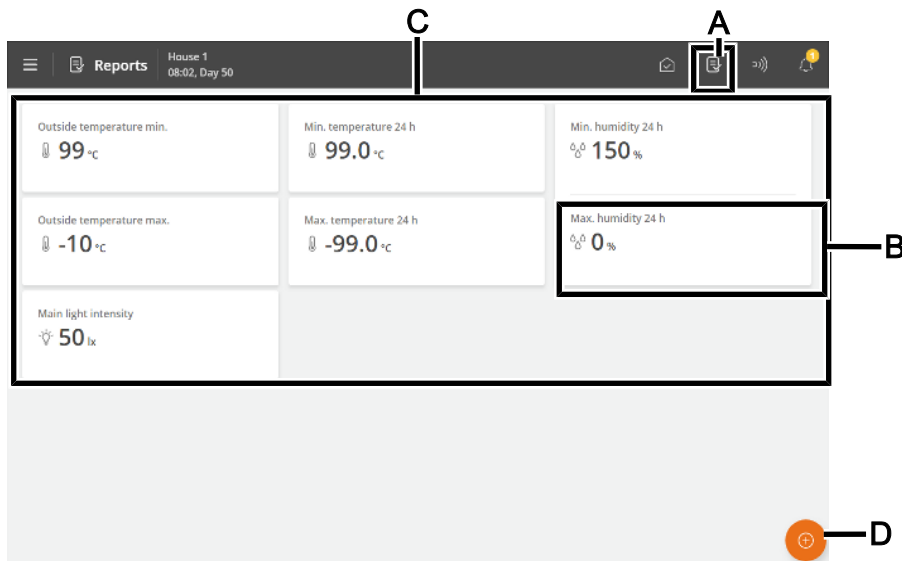 C
A
Reports
House 1
08:02, Day 50
1
Outside temperature min.
99 °C
Min. temperature 24 h
99.0 °C
Min. humidity 24 h
150 %
Outside temperature max.
-10 °C
Max. temperature 24 h
-99.0 °C
Max. humidity 24 h
0 %
B
Main light intensity
50 lx
D